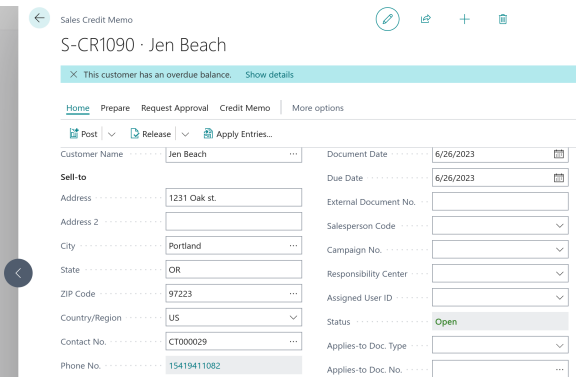 Sales Credit Memo
S-CR1090 · Jen Beach
This customer has an overdue balance. Show details
Home Prepare Request Approval Credit Memo More options
Post Release Apply Entries...
Customer Name Jen Beach ...
Sell-to
Address 1231 Oak st.
Address 2
City Portland ...
State OR
ZIP Code 97223 ...
Country/Region US
Contact No. CT000029 ...
Phone No. 15419411082
Document Date 6/26/2023
Due Date 6/26/2023
External Document No.
Salesperson Code
Campaign No.
Responsibility Center
Assigned User ID
Status Open
Applies-to Doc. Type
Applies-to Doc. No. ...